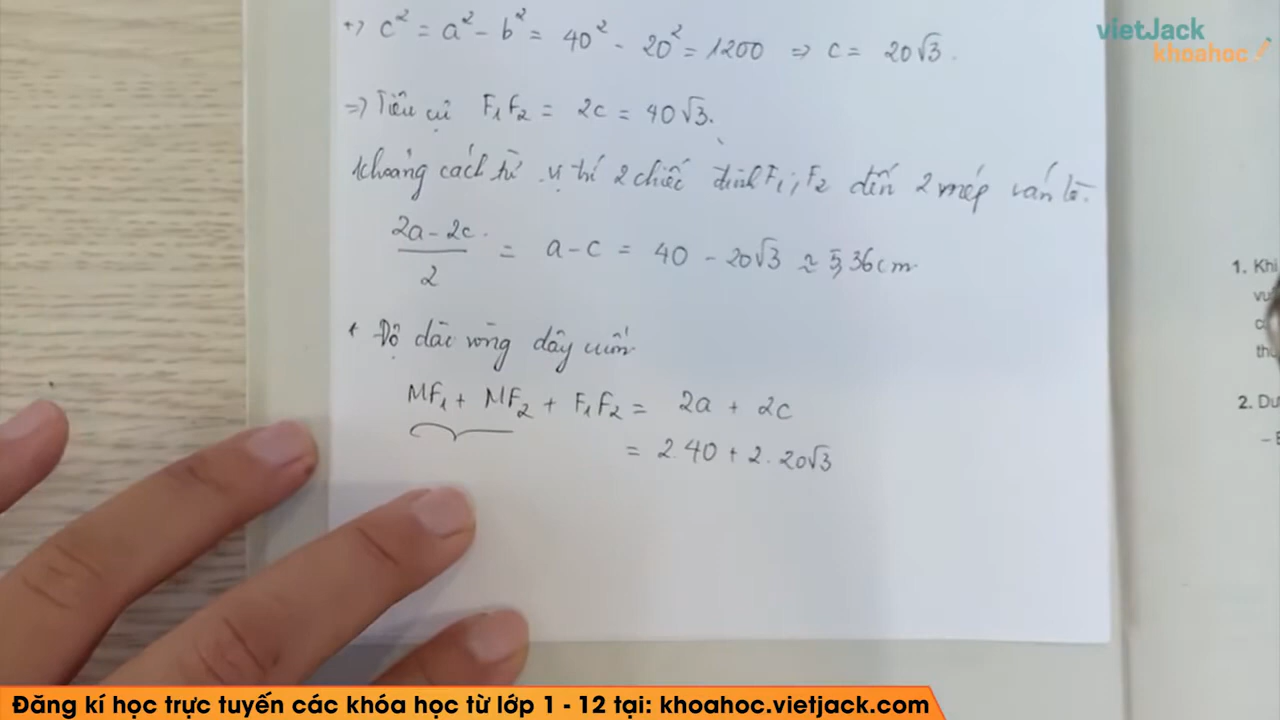 +) c² = a² - b² = 40² - 20² = 1200 => c = 20√3.
=> Tiêu cự F₁F₂ = 2c = 40√3.
Khoảng cách từ vị trí 2 chiếc đinh F₁, F₂ đến 2 mép ván là.
(2a - 2c)/2 = a - c = 40 - 20√3 ≈ 5,36cm
* Độ dài vòng dây cuốn
MF₁ + MF₂ + F₁F₂ = 2a + 2c
= 2.40 + 2.20√3
vietJack
khoahoc
1. Khi
2. Dư
Đăng kí học trực tuyến các khóa học từ lớp 1 - 12 tại: khoahoc.vietjack.com